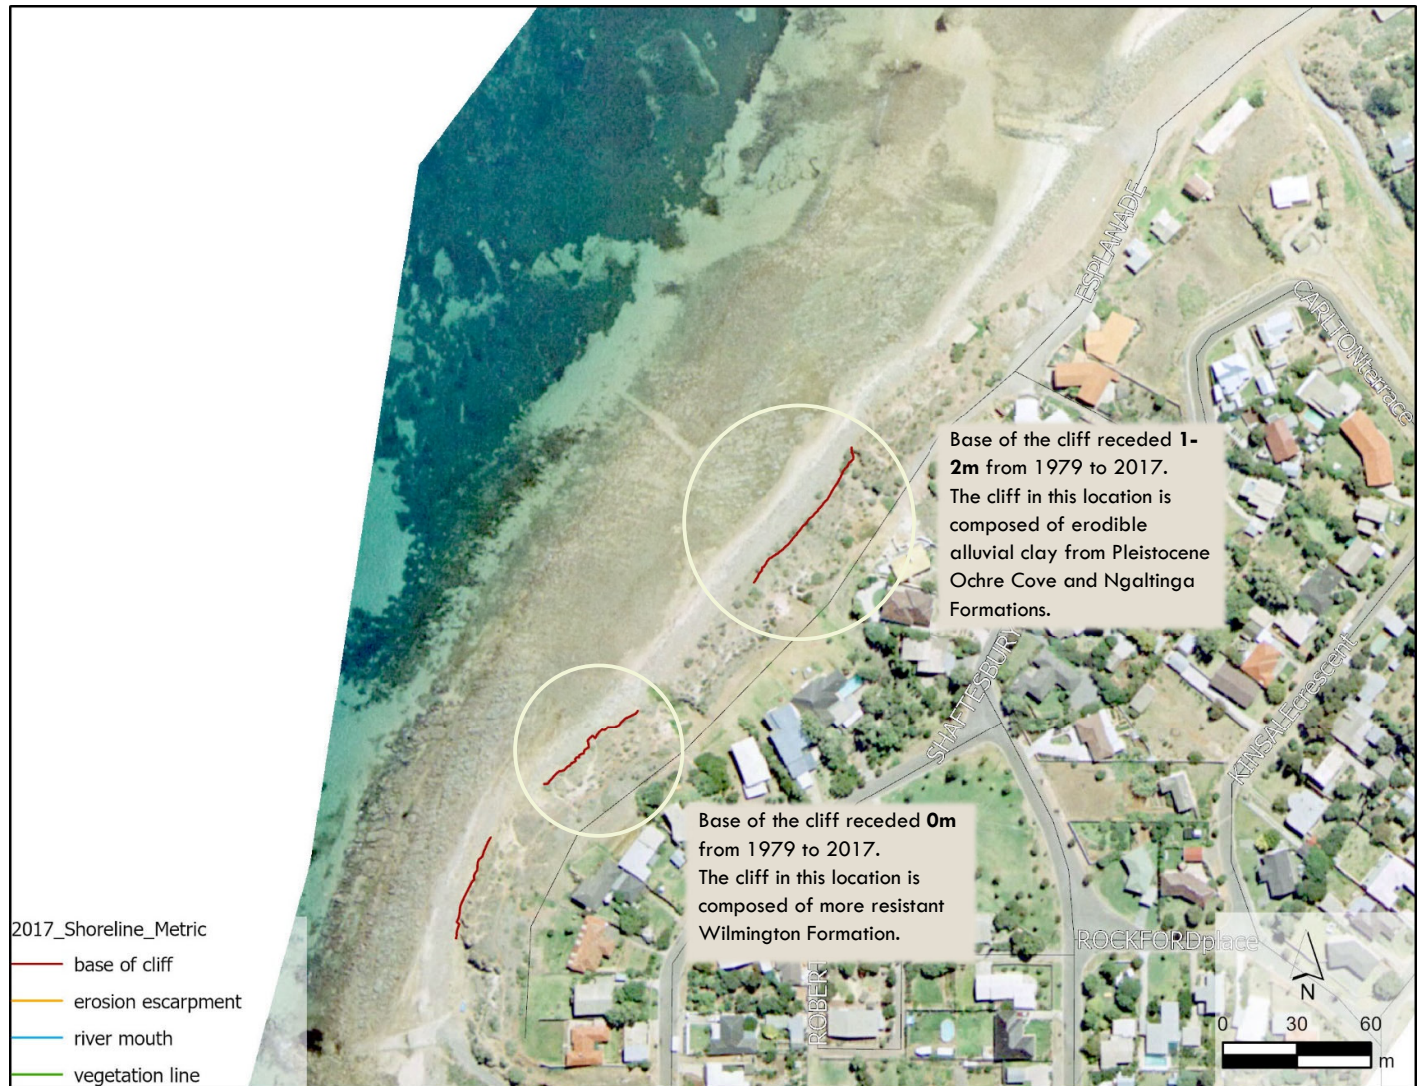 ESPLANADE
CARLTONterrace
Base of the cliff receded 1-
2m from 1979 to 2017.
The cliff in this location is
composed of erodible
alluvial clay from Pleistocene
Ochre Cove and Ngaltinga
Formations.
SHAFTESBURY
KINSALEcrescent
Base of the cliff receded 0m
from 1979 to 2017.
The cliff in this location is
composed of more resistant
Wilmington Formation.
ROCKFORDplace
ROBERT
2017_Shoreline_Metric
base of cliff
erosion escarpment
river mouth
vegetation line
N
0 30 60
m